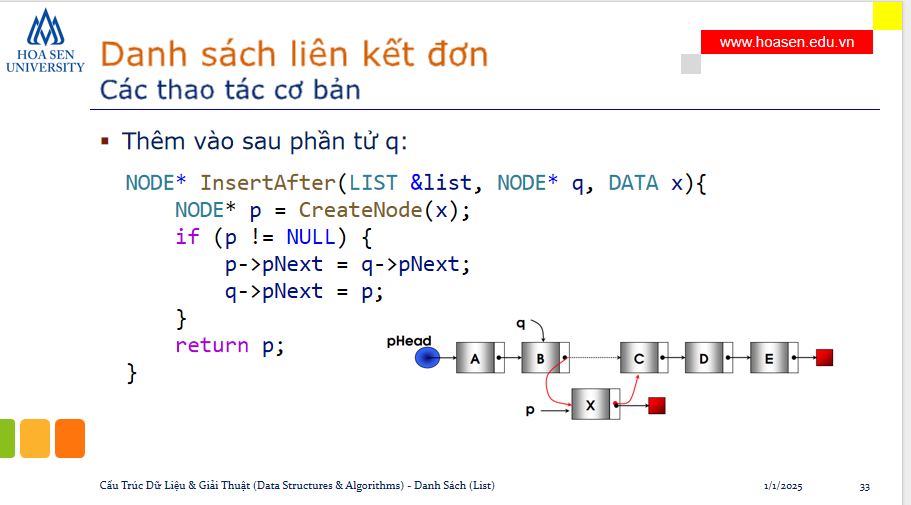 HOA SEN
UNIVERSITY
www.hoasen.edu.vn
Danh sách liên kết đơn
Các thao tác cơ bản
Thêm vào sau phần tử q:
NODE* InsertAfter(LIST &list, NODE* q, DATA x){
NODE* p = CreateNode(x);
if (p != NULL) {
p->pNext = q->pNext;
q->pNext = p;
}
return p;
}
q
pHead
A B C D E
p X
Cấu Trúc Dữ Liệu & Giải Thuật (Data Structures & Algorithms) - Danh Sách (List) 1/1/2025 33